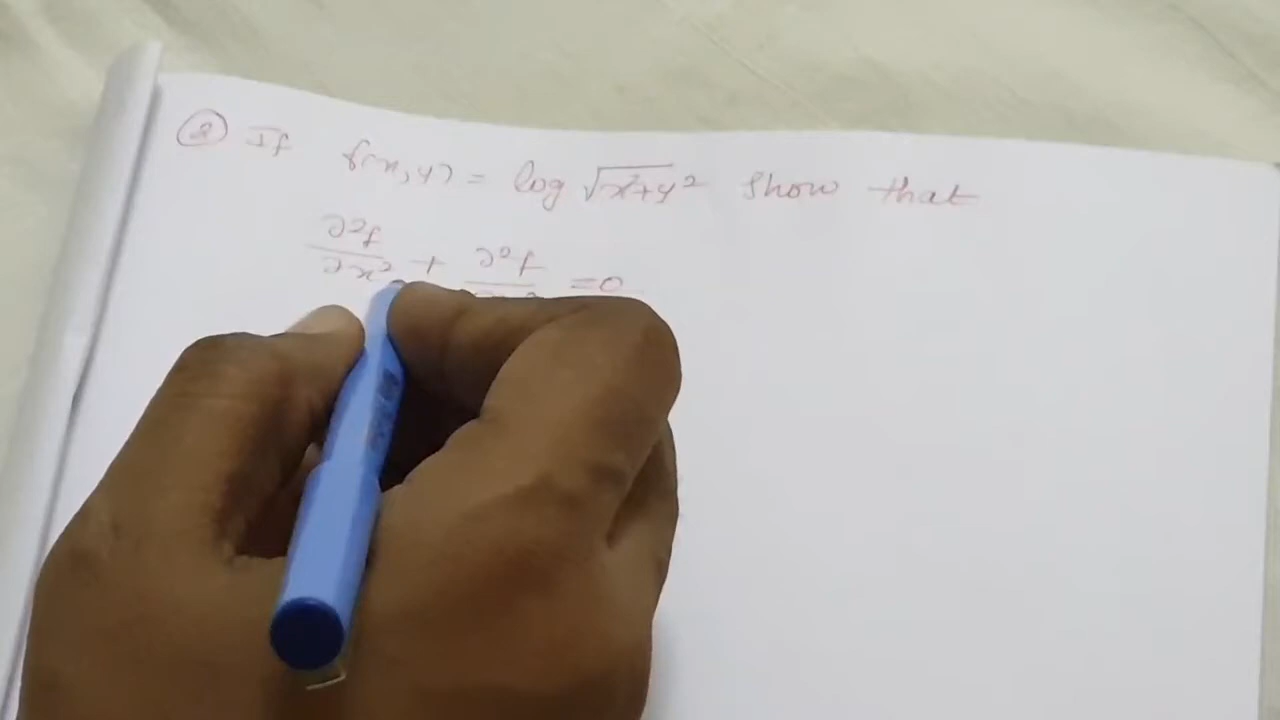 ② If f(x,y) = log √x²+y² show that
∂²f/∂x² + ∂²f/ =0